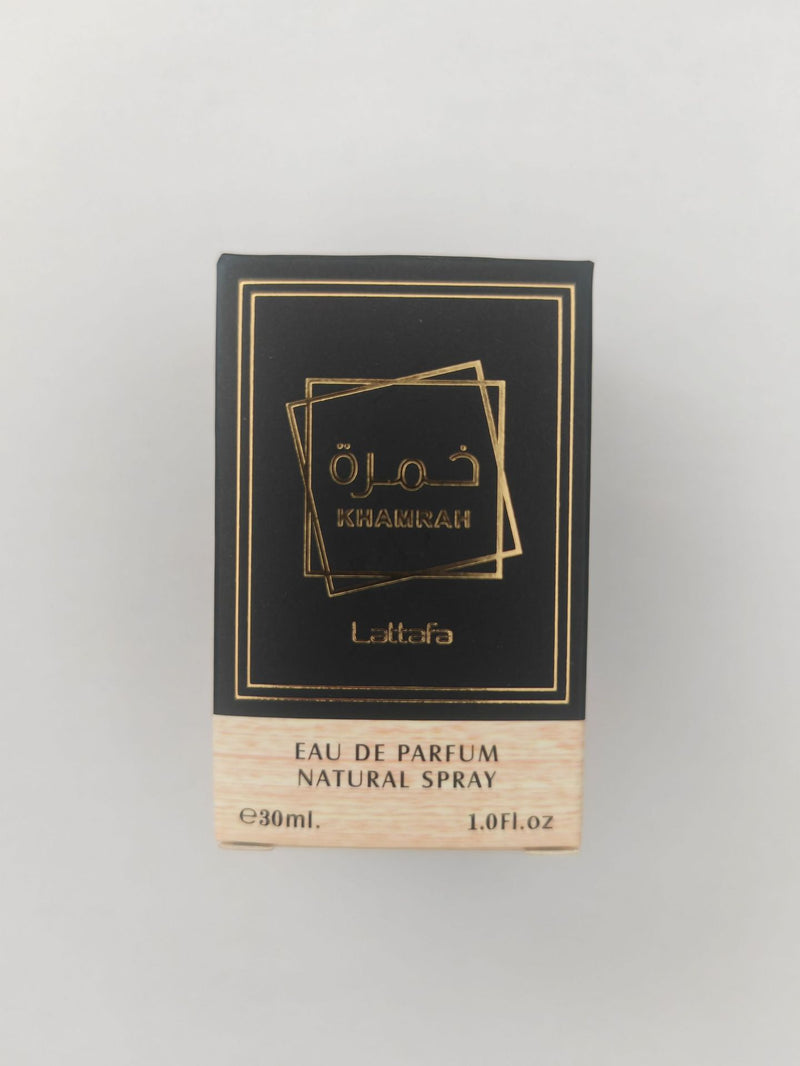 خمرة
KHAMRAH
Lattafa
EAU DE PARFUM
NATURAL SPRAY
℮30ml. 1.0Fl.oz